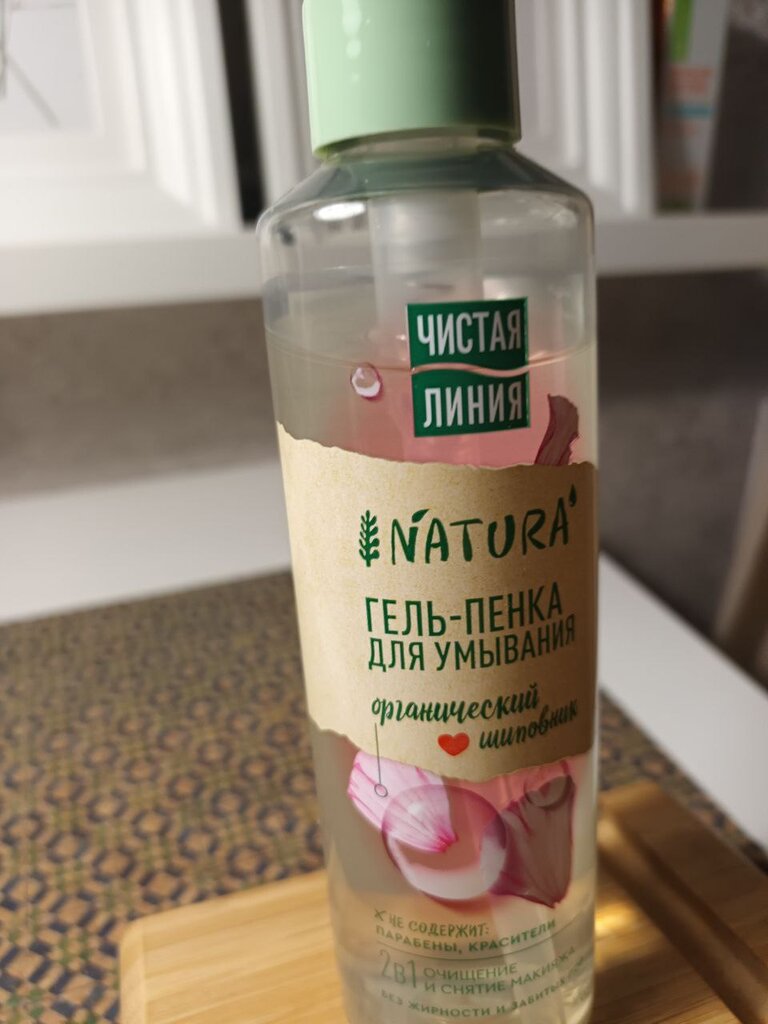 ЧИСТАЯ
ЛИНИЯ
NATURA
ГЕЛЬ-ПЕНКА
ДЛЯ УМЫВАНИЯ
органический
шиповник
НЕ СОДЕРЖИТ:
ПАРАБЕНЫ, КРАСИТЕЛИ
2в1 ОЧИЩЕНИЕ
И СНЯТИЕ МАКИЯЖА
БЕЗ ЖИРНОСТИ И